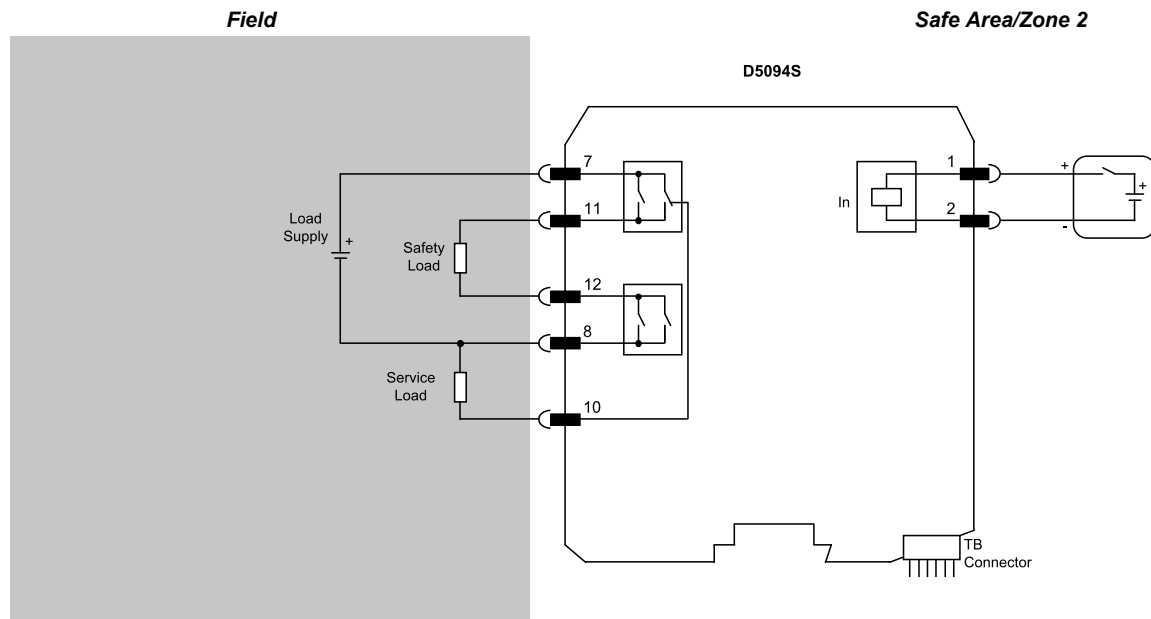 Field
Safe Area/Zone 2
D5094S
7
1
+
+
In
11
2
-
Load
Supply
+
Safety
Load
12
8
Service
Load
10
TB
Connector